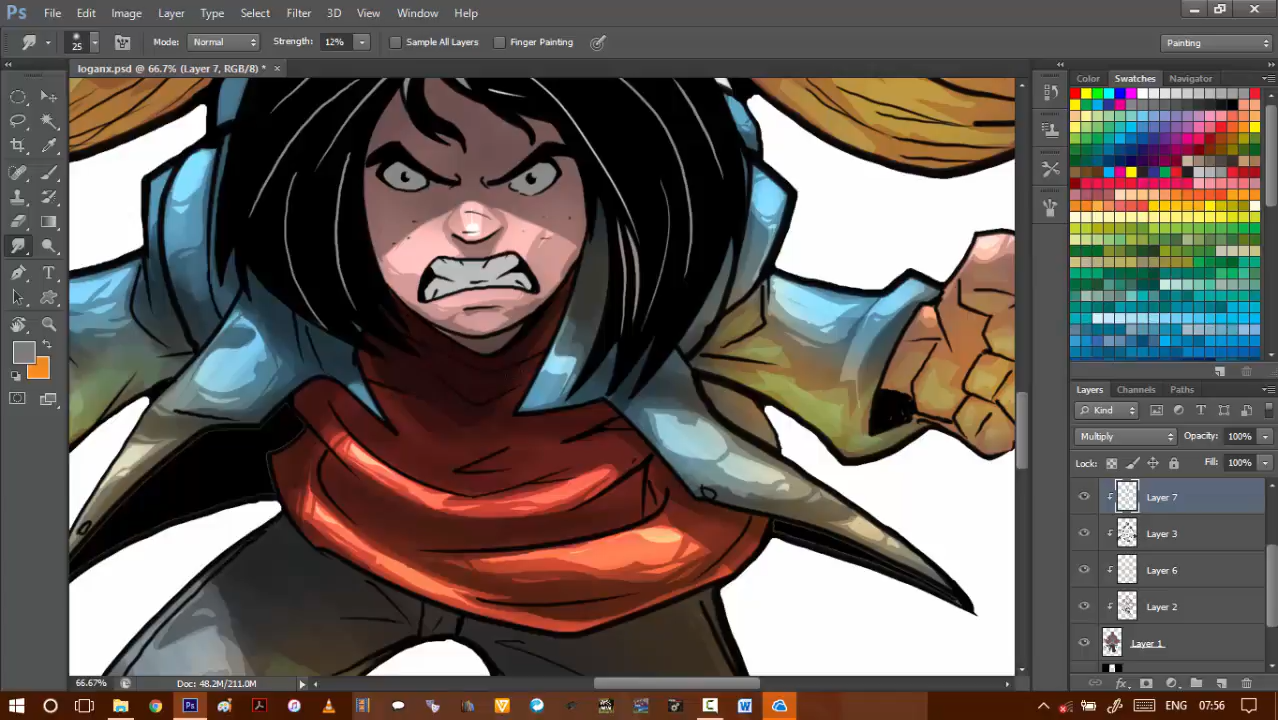 Ps File Edit Image Layer Type Select Filter 3D View Window Help
25 Mode: Normal Strength: 12% Sample All Layers Finger Painting Painting
loganx.psd @ 66.7% (Layer 7, RGB/8) * ×
Color Swatches Navigator
Layers Channels Paths
Kind
Multiply Opacity: 100%
Lock: Fill: 100%
Layer 7
Layer 3
Layer 6
Layer 2
Layer 1
66.67% Doc: 48.2M/211.0M
ENG 07:56